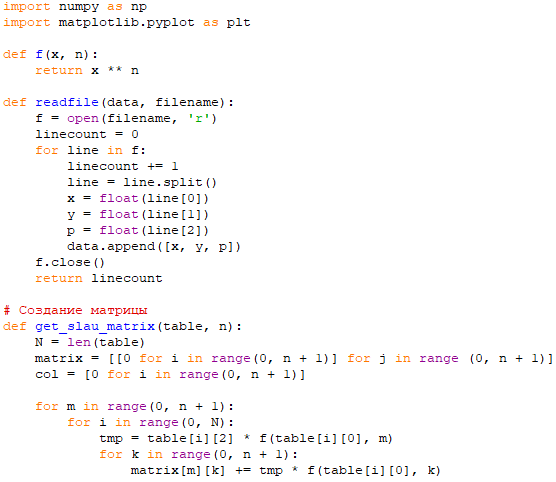 import numpy as np
import matplotlib.pyplot as plt

def f(x, n):
    return x ** n

def readfile(data, filename):
    f = open(filename, 'r')
    linecount = 0
    for line in f:
        linecount += 1
        line = line.split()
        x = float(line[0])
        y = float(line[1])
        p = float(line[2])
        data.append([x, y, p])
    f.close()
    return linecount

# Создание матрицы
def get_slau_matrix(table, n):
    N = len(table)
    matrix = [[0 for i in range(0, n + 1)] for j in range (0, n + 1)]
    col = [0 for i in range(0, n + 1)]

    for m in range(0, n + 1):
        for i in range(0, N):
            tmp = table[i][2] * f(table[i][0], m)
            for k in range(0, n + 1):
                matrix[m][k] += tmp * f(table[i][0], k)